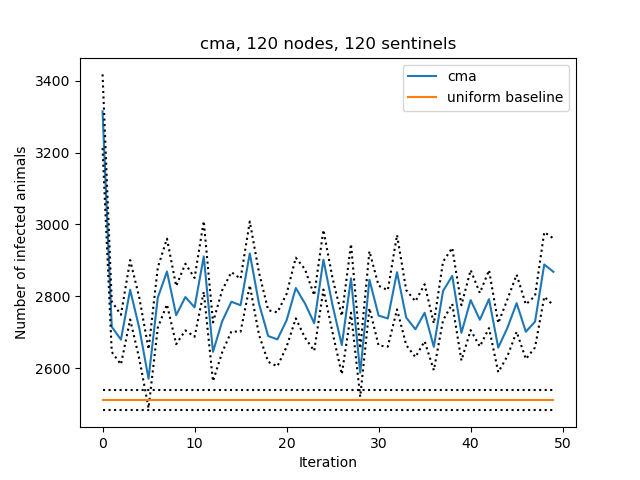 cma, 120 nodes, 120 sentinels
cma
uniform baseline
Number of infected animals
3400
3200
3000
2800
2600
0 10 20 30 40 50
Iteration